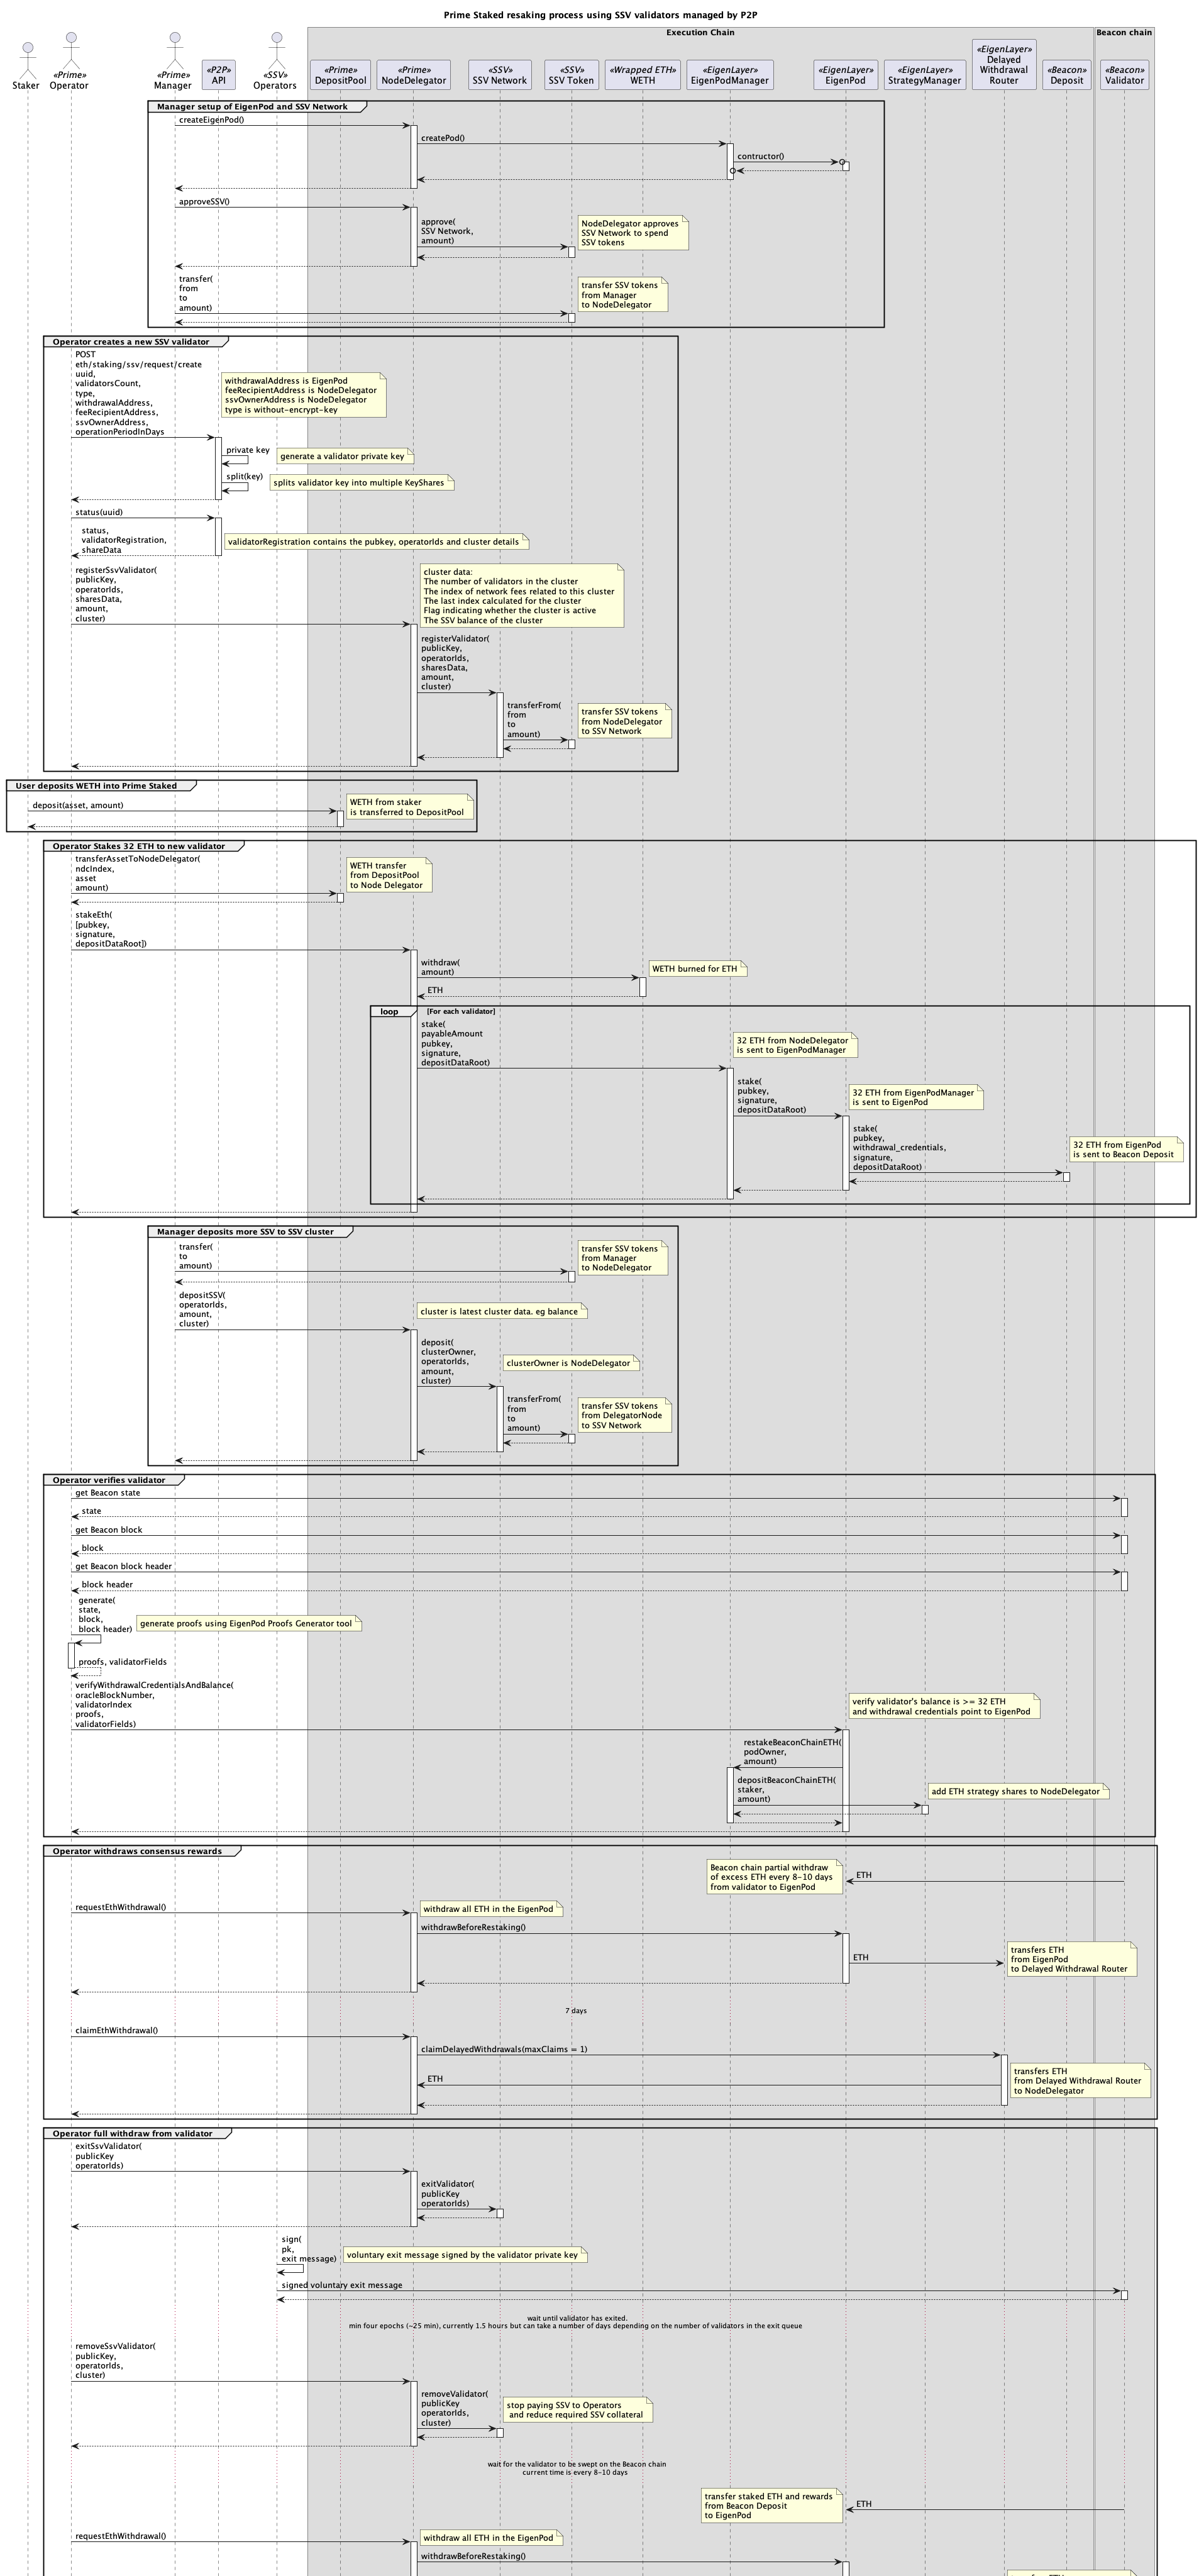 Prime Staked resaking process using SSV validators managed by P2P
Execution Chain
Beacon chain
Staker
«Prime»
Operator
«Prime»
Manager
«P2P»
API
«SSV»
Operators
«Prime»
DepositPool
«Prime»
NodeDelegator
«SSV»
SSV Network
«SSV»
SSV Token
«Wrapped ETH»
WETH
«EigenLayer»
EigenPodManager
«EigenLayer»
EigenPod
«EigenLayer»
StrategyManager
«EigenLayer»
Delayed
Withdrawal
Router
«Beacon»
Deposit
«Beacon»
Validator
Manager setup of EigenPod and SSV Network
createEigenPod()
createPod()
contructor()
approveSSV()
approve(
SSV Network,
amount)
NodeDelegator approves
SSV Network to spend
SSV tokens
transfer(
from
to
amount)
transfer SSV tokens
from Manager
to NodeDelegator
Operator creates a new SSV validator
POST
eth/staking/ssv/request/create
uuid,
validatorsCount,
type,
withdrawalAddress,
feeRecipientAddress,
ssvOwnerAddress,
operationPeriodInDays
withdrawalAddress is EigenPod
feeRecipientAddress is NodeDelegator
ssvOwnerAddress is NodeDelegator
type is without-encrypt-key
private key
generate a validator private key
split(key)
splits validator key into multiple KeyShares
status(uuid)
status,
validatorRegistration,
shareData
validatorRegistration contains the pubkey, operatorIds and cluster details
registerSsvValidator(
publicKey,
operatorIds,
sharesData,
amount,
cluster)
cluster data:
The number of validators in the cluster
The index of network fees related to this cluster
The last index calculated for the cluster
Flag indicating whether the cluster is active
The SSV balance of the cluster
registerValidator(
publicKey,
operatorIds,
sharesData,
amount,
cluster)
transferFrom(
from
to
amount)
transfer SSV tokens
from NodeDelegator
to SSV Network
User deposits WETH into Prime Staked
deposit(asset, amount)
WETH from staker
is transferred to DepositPool
Operator Stakes 32 ETH to new validator
transferAssetToNodeDelegator(
ndcIndex,
asset
amount)
WETH transfer
from DepositPool
to Node Delegator
stakeEth(
[pubkey,
signature,
depositDataRoot])
withdraw(
amount)
WETH burned for ETH
ETH
loop
[For each validator]
stake(
payableAmount
pubkey,
signature,
depositDataRoot)
32 ETH from NodeDelegator
is sent to EigenPodManager
stake(
pubkey,
signature,
depositDataRoot)
32 ETH from EigenPodManager
is sent to EigenPod
stake(
pubkey,
withdrawal_credentials,
signature,
depositDataRoot)
32 ETH from EigenPod
is sent to Beacon Deposit
Manager deposits more SSV to SSV cluster
transfer(
to
amount)
transfer SSV tokens
from Manager
to NodeDelegator
depositSSV(
operatorIds,
amount,
cluster)
cluster is latest cluster data. eg balance
deposit(
clusterOwner,
operatorIds,
amount,
cluster)
clusterOwner is NodeDelegator
transferFrom(
from
to
amount)
transfer SSV tokens
from DelegatorNode
to SSV Network
Operator verifies validator
get Beacon state
state
get Beacon block
block
get Beacon block header
block header
generate(
state,
block,
block header)
generate proofs using EigenPod Proofs Generator tool
proofs, validatorFields
verifyWithdrawalCredentialsAndBalance(
oracleBlockNumber,
validatorIndex
proofs,
validatorFields)
verify validator's balance is >= 32 ETH
and withdrawal credentials point to EigenPod
restakeBeaconChainETH(
podOwner,
amount)
depositBeaconChainETH(
staker,
amount)
add ETH strategy shares to NodeDelegator
Operator withdraws consensus rewards
Beacon chain partial withdraw
of excess ETH every 8-10 days
from validator to EigenPod
ETH
requestEthWithdrawal()
withdraw all ETH in the EigenPod
withdrawBeforeRestaking()
ETH
transfers ETH
from EigenPod
to Delayed Withdrawal Router
7 days
claimEthWithdrawal()
claimDelayedWithdrawals(maxClaims = 1)
ETH
transfers ETH
from Delayed Withdrawal Router
to NodeDelegator
Operator full withdraw from validator
exitSsvValidator(
publicKey
operatorIds)
exitValidator(
publicKey
operatorIds)
sign(
pk,
exit message)
voluntary exit message signed by the validator private key
signed voluntary exit message
wait until validator has exited.
min four epochs (~25 min), currently 1.5 hours but can take a number of days depending on the number of validators in the exit queue
removeSsvValidator(
publicKey,
operatorIds,
cluster)
removeValidator(
publicKey
operatorIds,
cluster)
stop paying SSV to Operators
and reduce required SSV collateral
wait for the validator to be swept on the Beacon chain
current time is every 8-10 days
transfer staked ETH and rewards
from Beacon Deposit
to EigenPod
ETH
requestEthWithdrawal()
withdraw all ETH in the EigenPod
withdrawBeforeRestaking()